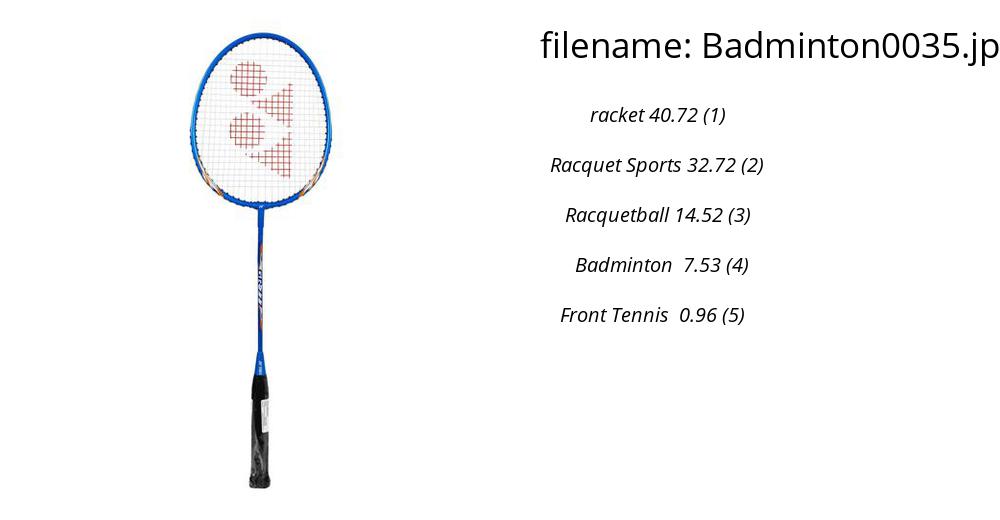 filename: Badminton0035.jp
racket 40.72 (1)
Racquet Sports 32.72 (2)
Racquetball 14.52 (3)
Badminton 7.53 (4)
Front Tennis 0.96 (5)